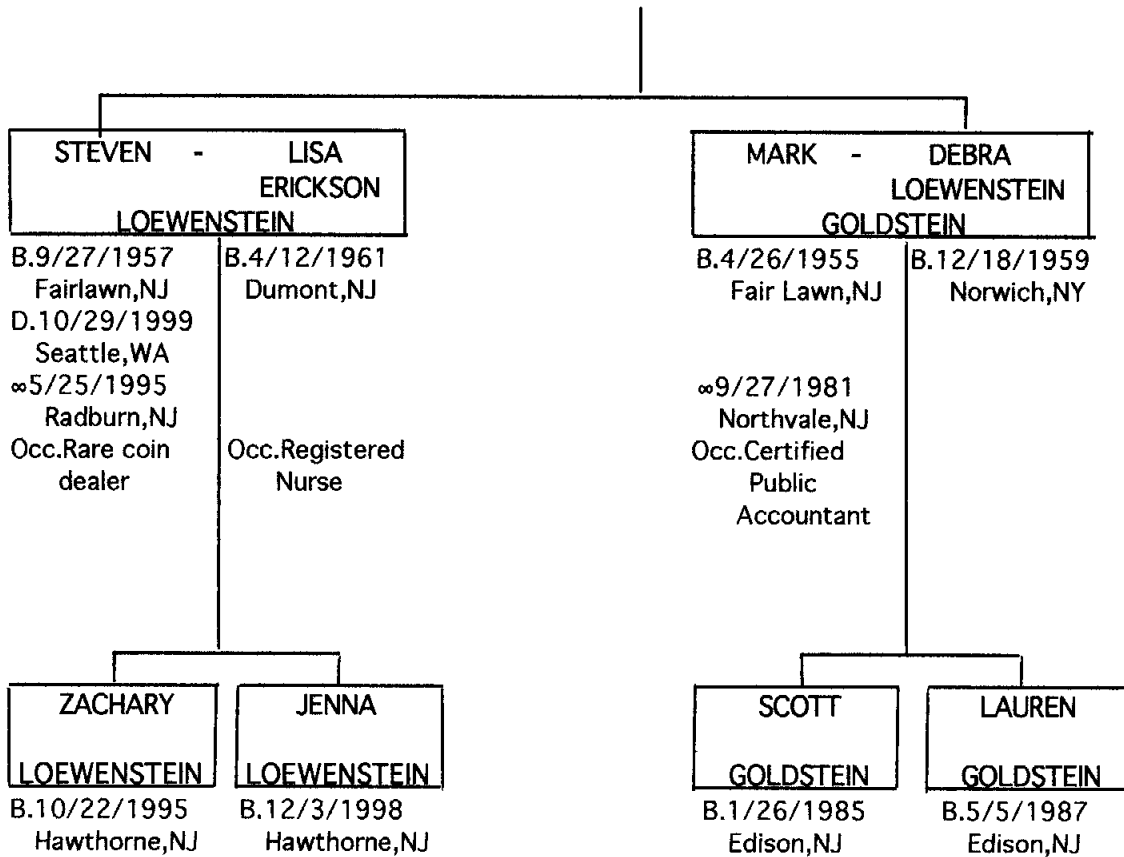 STEVEN - LISA
ERICKSON
LOEWENSTEIN
B.9/27/1957
Fairlawn,NJ
D.10/29/1999
Seattle,WA
∞5/25/1995
Radburn,NJ
Occ.Rare coin
dealer
B.4/12/1961
Dumont,NJ
Occ.Registered
Nurse
MARK - DEBRA
LOEWENSTEIN
GOLDSTEIN
B.4/26/1955
Fair Lawn,NJ
∞9/27/1981
Northvale,NJ
Occ.Certified
Public
Accountant
B.12/18/1959
Norwich,NY
ZACHARY
LOEWENSTEIN
B.10/22/1995
Hawthorne,NJ
JENNA
LOEWENSTEIN
B.12/3/1998
Hawthorne,NJ
SCOTT
GOLDSTEIN
B.1/26/1985
Edison,NJ
LAUREN
GOLDSTEIN
B.5/5/1987
Edison,NJ